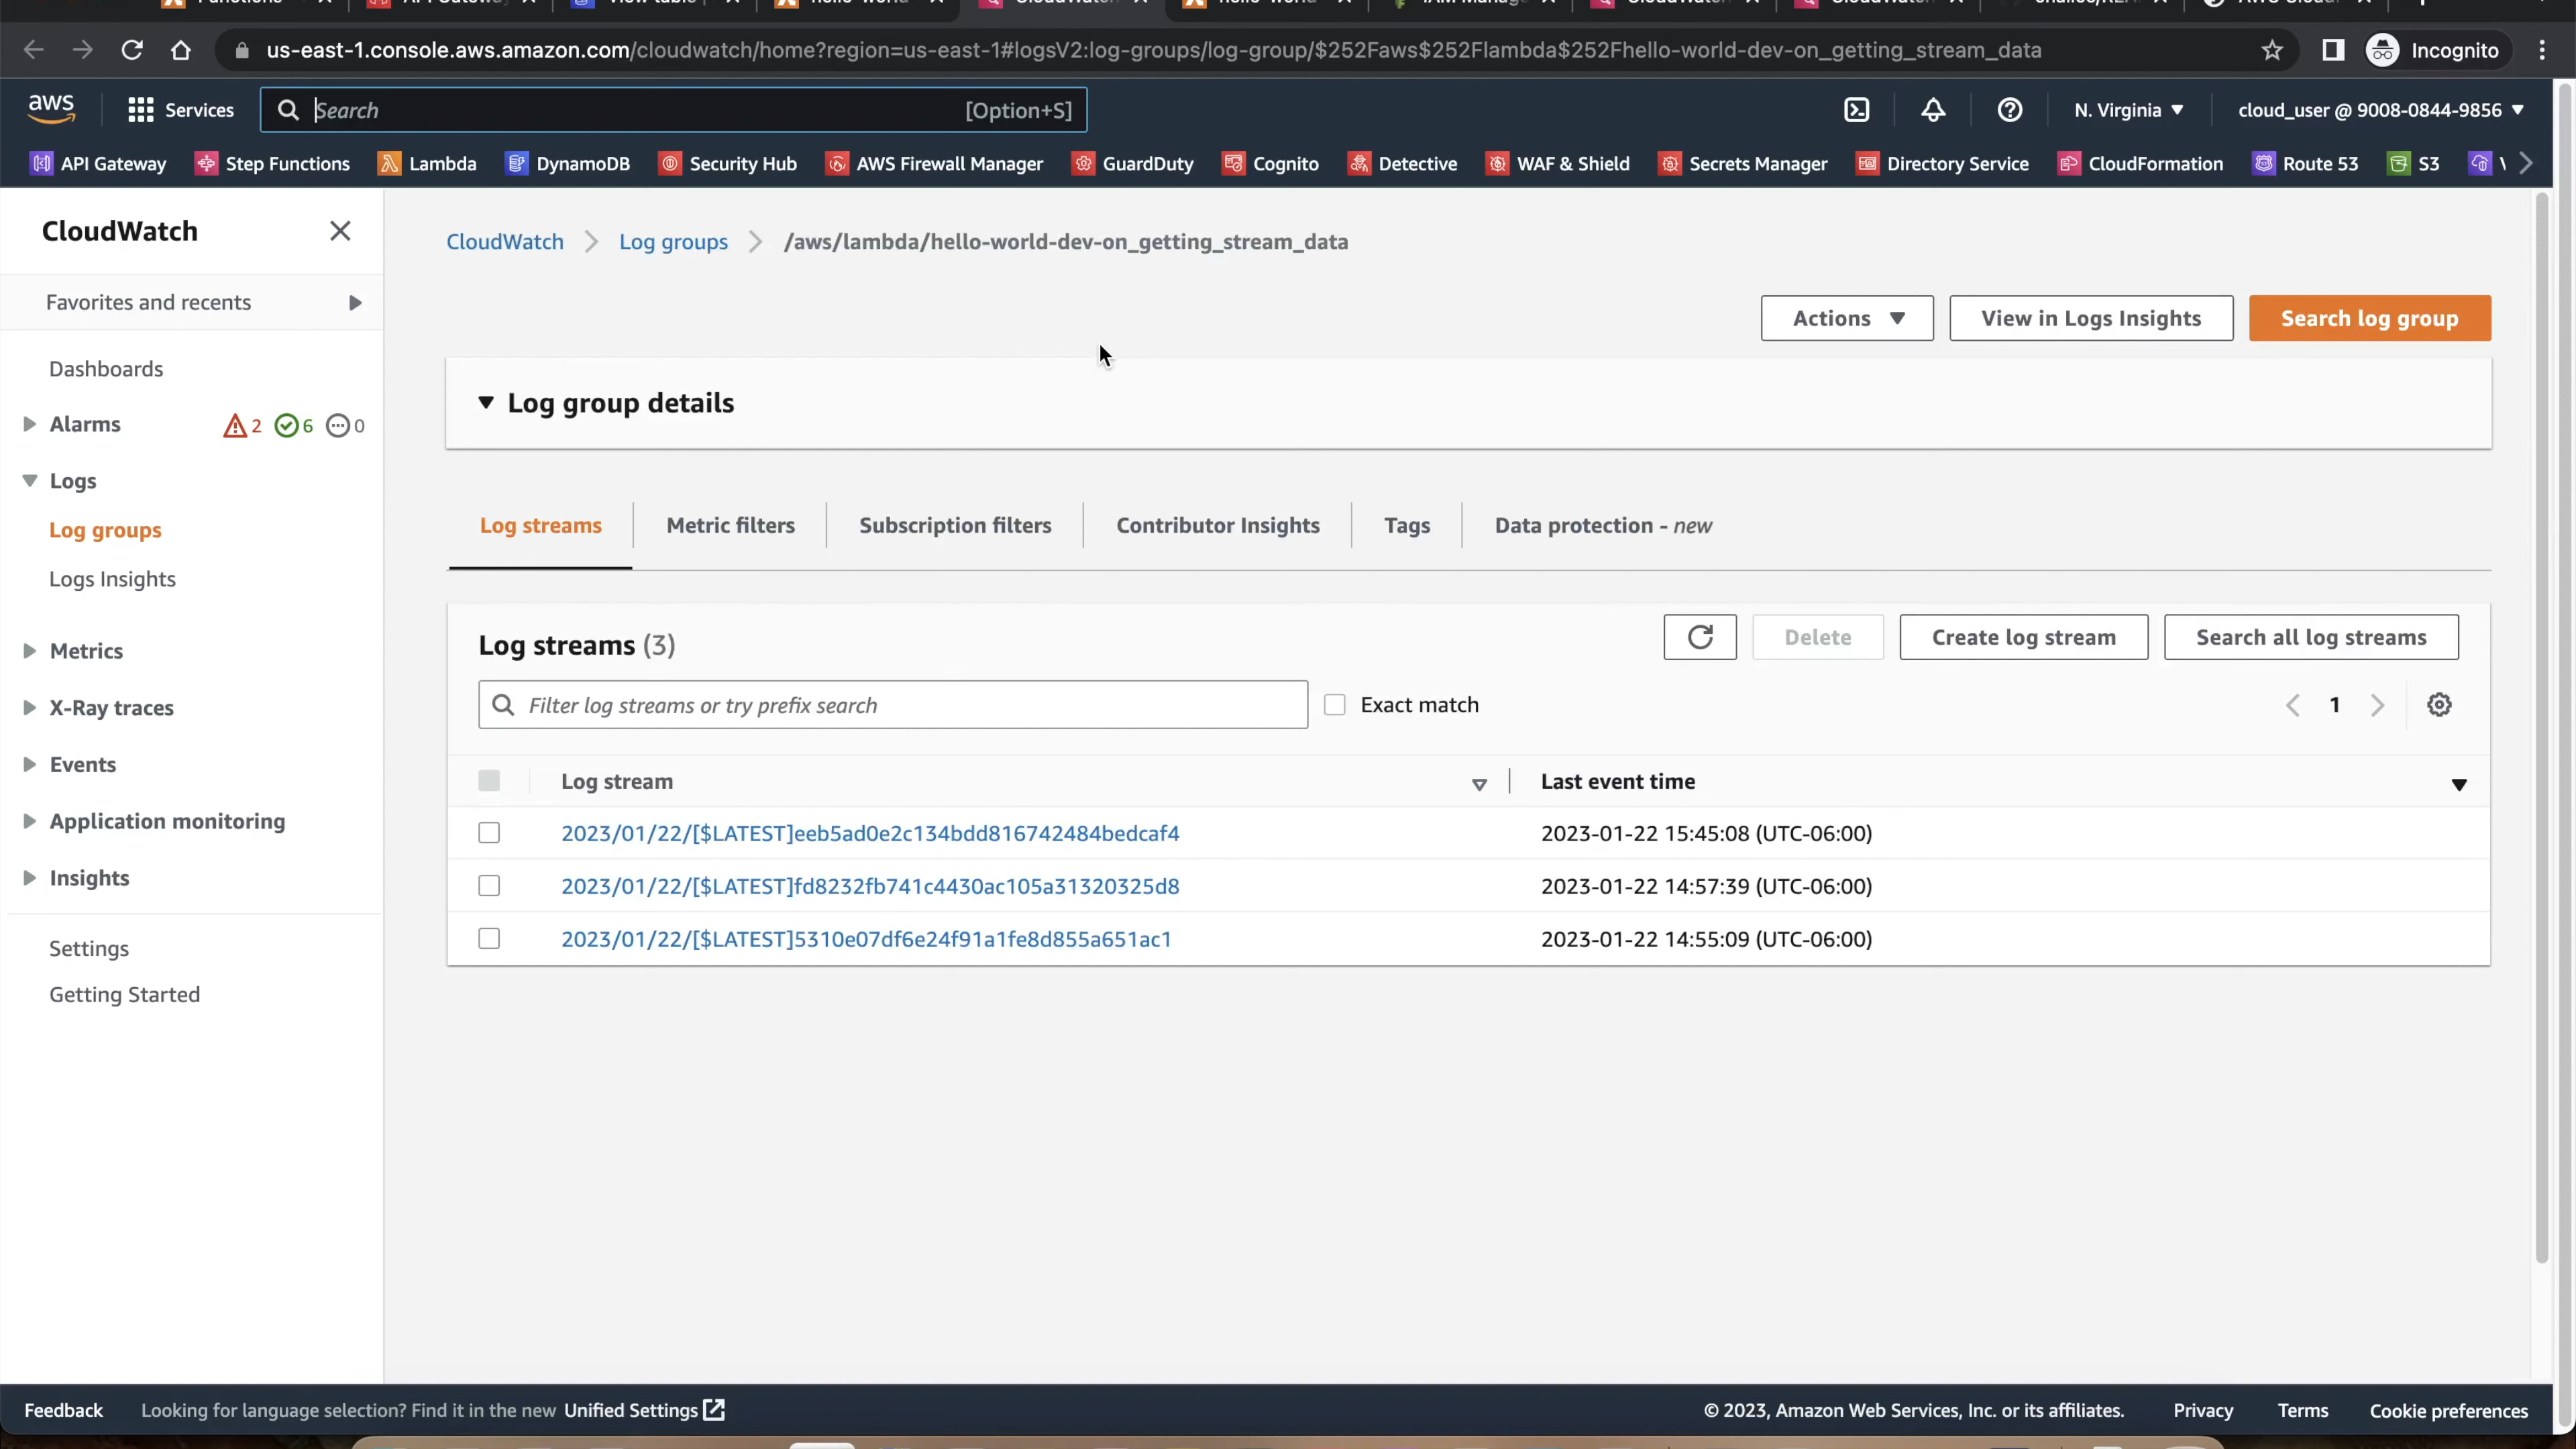 us-east-1.console.aws.amazon.com/cloudwatch/home?region=us-east-1#logsV2:log-groups/log-group/$252Faws$252Flambda$252Fhello-world-dev-on_getting_stream_data
Incognito
aws
Services
Search
[Option+S]
N. Virginia
cloud_user @ 9008-0844-9856
API Gateway
Step Functions
Lambda
DynamoDB
Security Hub
AWS Firewall Manager
GuardDuty
Cognito
Detective
WAF & Shield
Secrets Manager
Directory Service
CloudFormation
Route 53
S3
CloudWatch
Favorites and recents
Dashboards
Alarms 2 6 0
Logs
Log groups
Logs Insights
Metrics
X-Ray traces
Events
Application monitoring
Insights
Settings
Getting Started
CloudWatch
Log groups
/aws/lambda/hello-world-dev-on_getting_stream_data
Actions
View in Logs Insights
Search log group
Log group details
Log streams
Metric filters
Subscription filters
Contributor Insights
Tags
Data protection - new
Log streams (3)
Delete
Create log stream
Search all log streams
Filter log streams or try prefix search
Exact match
1
Log stream
Last event time
2023/01/22/[$LATEST]eeb5ad0e2c134bdd816742484bedcaf4
2023-01-22 15:45:08 (UTC-06:00)
2023/01/22/[$LATEST]fd8232fb741c4430ac105a31320325d8
2023-01-22 14:57:39 (UTC-06:00)
2023/01/22/[$LATEST]5310e07df6e24f91a1fe8d855a651ac1
2023-01-22 14:55:09 (UTC-06:00)
Feedback
Looking for language selection? Find it in the new Unified Settings
© 2023, Amazon Web Services, Inc. or its affiliates.
Privacy
Terms
Cookie preferences